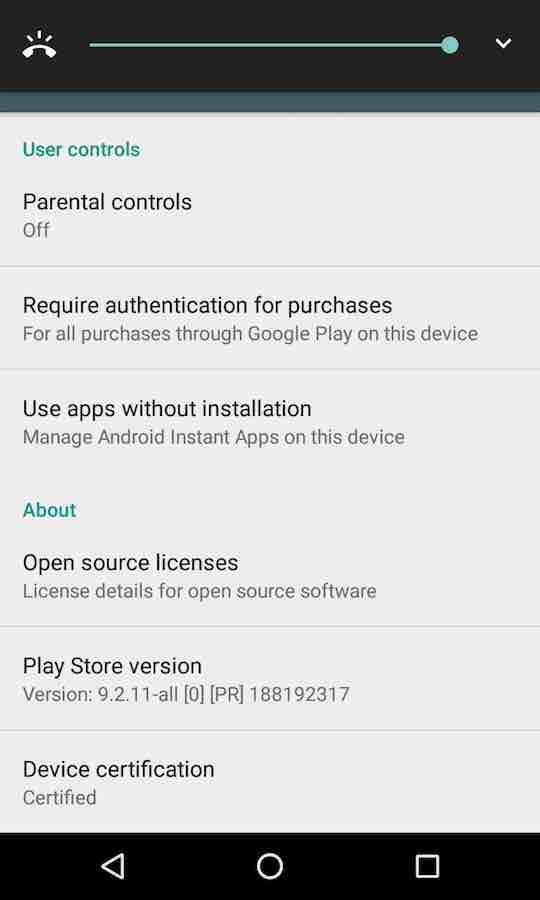 User controls
Parental controls
Off
Require authentication for purchases
For all purchases through Google Play on this device
Use apps without installation
Manage Android Instant Apps on this device
About
Open source licenses
License details for open source software
Play Store version
Version: 9.2.11-all [0] [PR] 188192317
Device certification
Certified